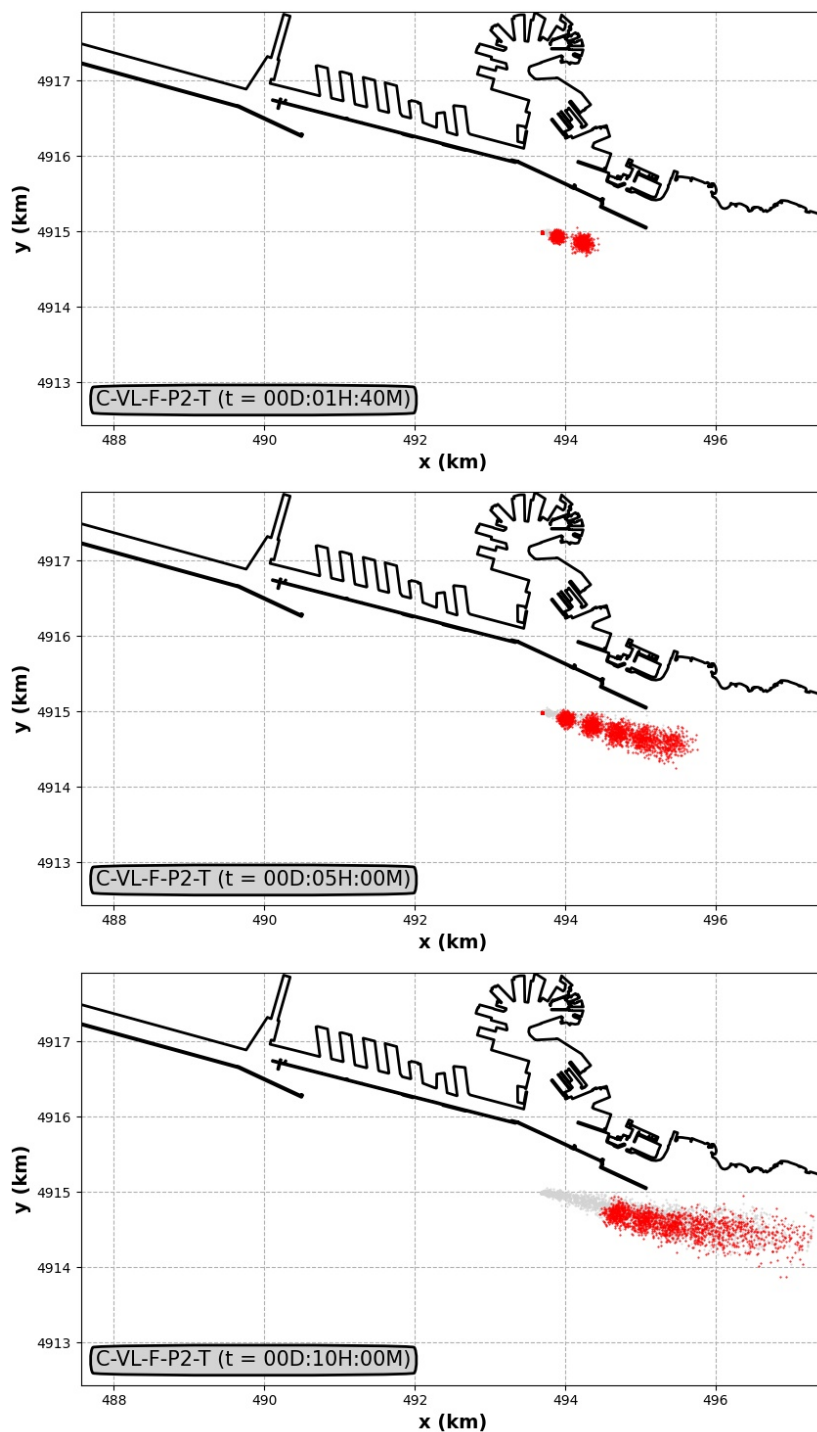 4917
4916
4915
4914
4913
y (km)
C-VL-F-P2-T (t = 00D:01H:40M)
488 490 492 494 496
x (km)
4917
4916
4915
4914
4913
y (km)
C-VL-F-P2-T (t = 00D:05H:00M)
488 490 492 494 496
x (km)
4917
4916
4915
4914
4913
y (km)
C-VL-F-P2-T (t = 00D:10H:00M)
488 490 492 494 496
x (km)